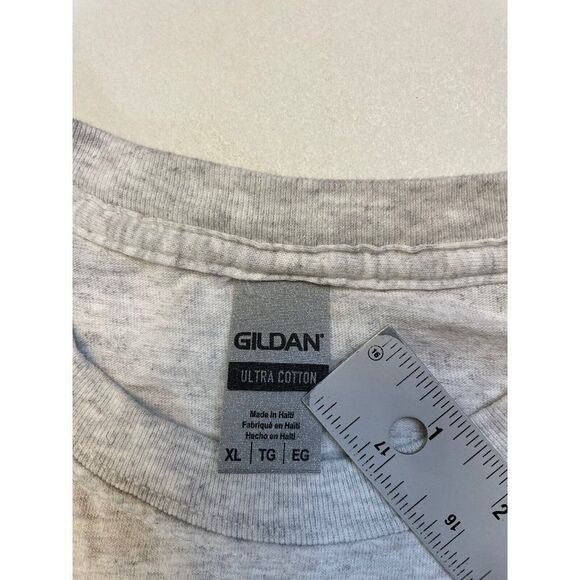 GILDAN®
ULTRA COTTON
Made in Haiti
Fabriqué en Haïti
Hecho en Haití
XL | TG | EG
16
1
17
2
16